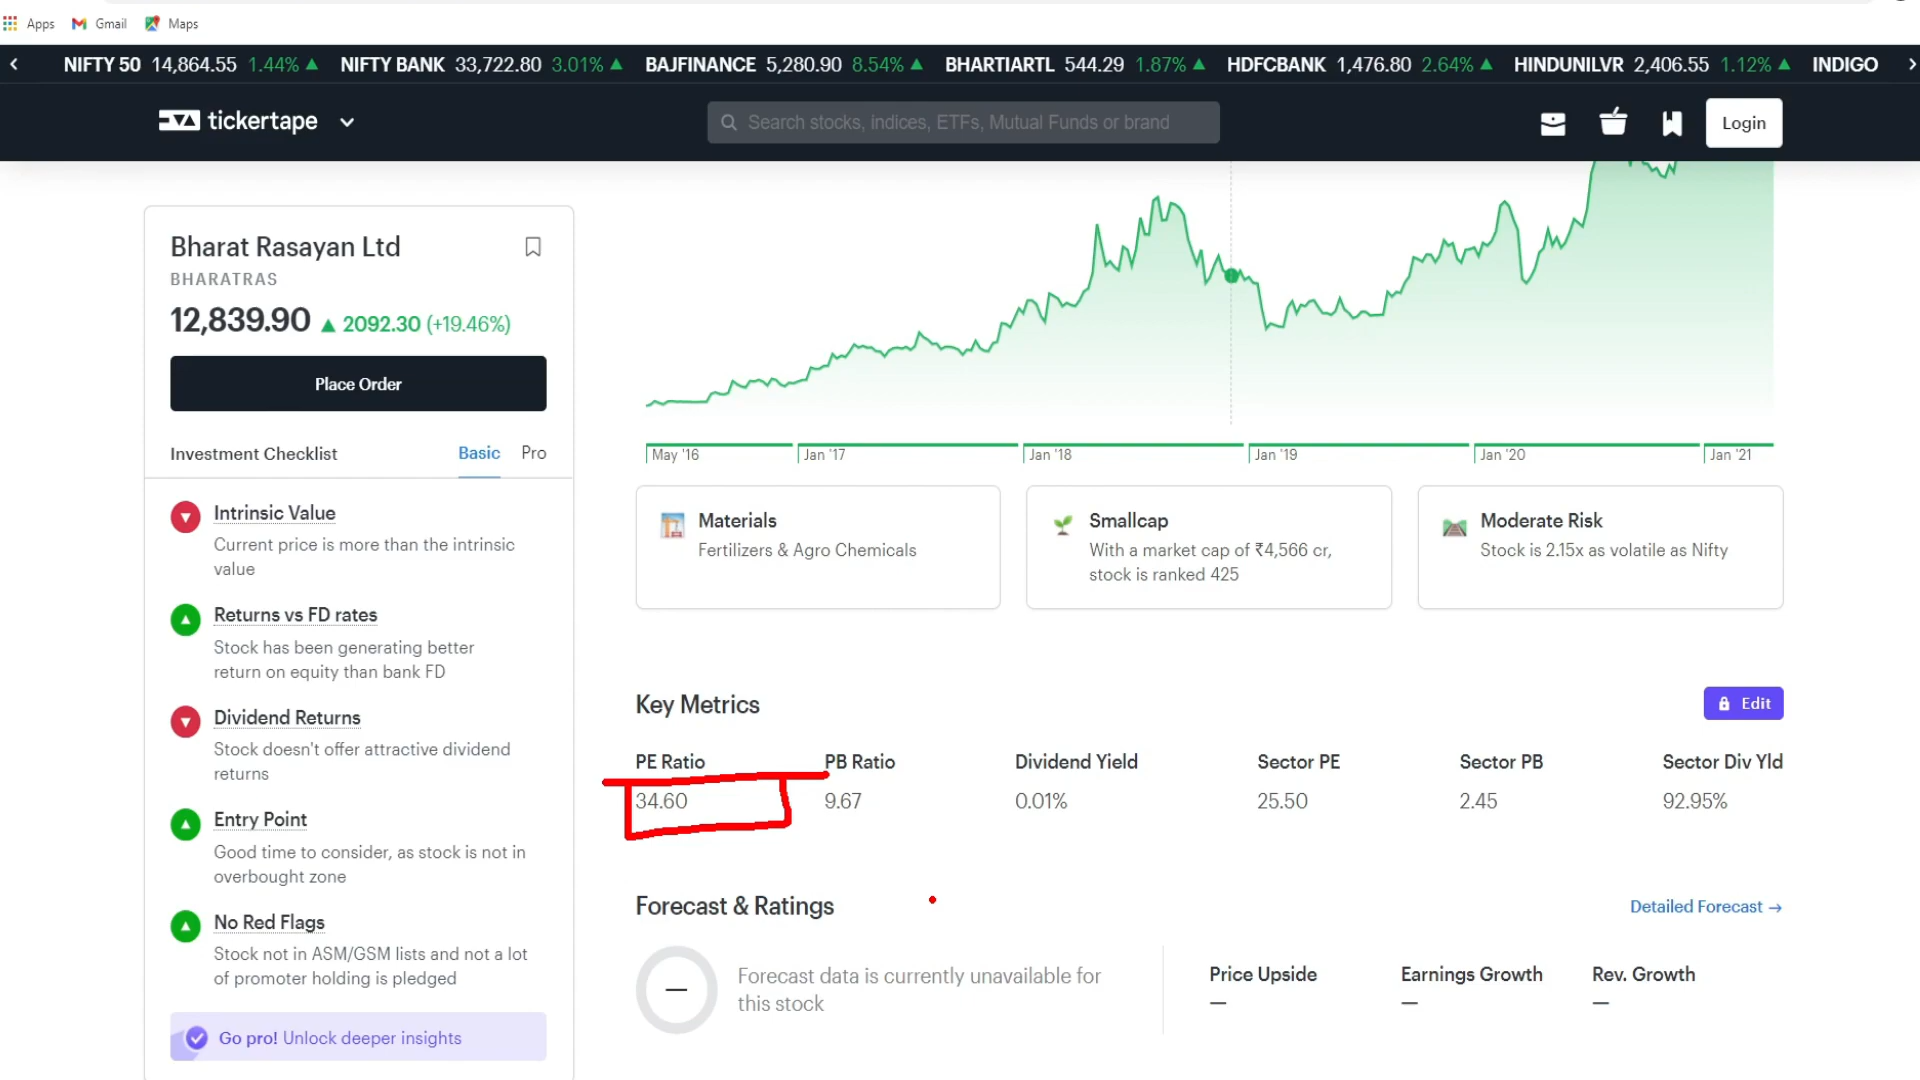 Apps Gmail Maps
NIFTY 50 14,864.55 1.44% NIFTY BANK 33,722.80 3.01% BAJFINANCE 5,280.90 8.54% BHARTIARTL 544.29 1.87% HDFCBANK 1,476.80 2.64% HINDUNILVR 2,406.55 1.12% INDIGO
tickertape
Search stocks, indices, ETFs, Mutual Funds or brand
Login
Bharat Rasayan Ltd
BHARATRAS
12,839.90 2092.30 (+19.46%)
Place Order
Investment Checklist Basic Pro
Intrinsic Value
Current price is more than the intrinsic
value
Returns vs FD rates
Stock has been generating better
return on equity than bank FD
Dividend Returns
Stock doesn't offer attractive dividend
returns
Entry Point
Good time to consider, as stock is not in
overbought zone
No Red Flags
Stock not in ASM/GSM lists and not a lot
of promoter holding is pledged
Go pro! Unlock deeper insights
May '16 Jan '17 Jan '18 Jan '19 Jan '20 Jan '21
Materials
Fertilizers & Agro Chemicals
Smallcap
With a market cap of ₹4,566 cr,
stock is ranked 425
Moderate Risk
Stock is 2.15x as volatile as Nifty
Key Metrics
Edit
PE Ratio PB Ratio Dividend Yield Sector PE Sector PB Sector Div Yld
34.60 9.67 0.01% 25.50 2.45 92.95%
Forecast & Ratings
Detailed Forecast →
Forecast data is currently unavailable for
this stock
Price Upside Earnings Growth Rev. Growth
— — —